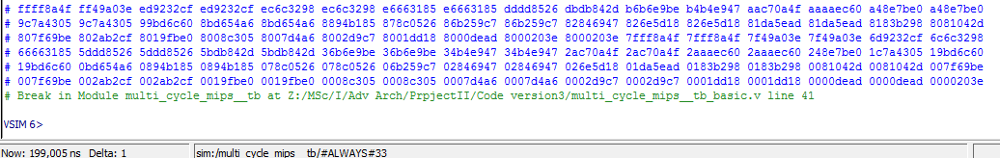 # ffff8a4f ff49a03e ed9232cf ed9232cf ec6c3298 ec6c3298 e6663185 e6663185 dddd8526 dbdb842d b6b6e9be b4b4e947 aac70a4f aaaaec60 a48e7be0 a48e7be0
# 9c7a4305 9c7a4305 99bd6c60 8bd654a6 8bd654a6 8894b185 878c0526 86b259c7 86b259c7 82846947 826e5d18 826e5d18 81da5ead 81da5ead 8183b298 8081042d
# 807f69be 802ab2cf 8019fbe0 8008c305 8007d4a6 8002d9c7 8001dd18 8000dead 8000203e 8000203e 7fff8a4f 7fff8a4f 7f49a03e 7f49a03e 6d9232cf 6c6c3298
# 66663185 5ddd8526 5ddd8526 5bdb842d 5bdb842d 36b6e9be 36b6e9be 34b4e947 34b4e947 2ac70a4f 2ac70a4f 2aaaec60 2aaaec60 248e7be0 1c7a4305 19bd6c60
# 19bd6c60 0bd654a6 0894b185 0894b185 078c0526 078c0526 06b259c7 02846947 02846947 026e5d18 01da5ead 0183b298 0183b298 0081042d 0081042d 007f69be
# 007f69be 002ab2cf 002ab2cf 0019fbe0 0019fbe0 0008c305 0008c305 0007d4a6 0007d4a6 0002d9c7 0002d9c7 0001dd18 0001dd18 0000dead 0000dead 0000203e
# Break in Module multi_cycle_mips__tb at Z:/MSc/I/Adv Arch/PrpjectII/Code version3/multi_cycle_mips__tb_basic.v line 41
VSIM 6>
Now: 199,005 ns Delta: 1 sim:/multi_cycle_mips__tb/#ALWAYS#33